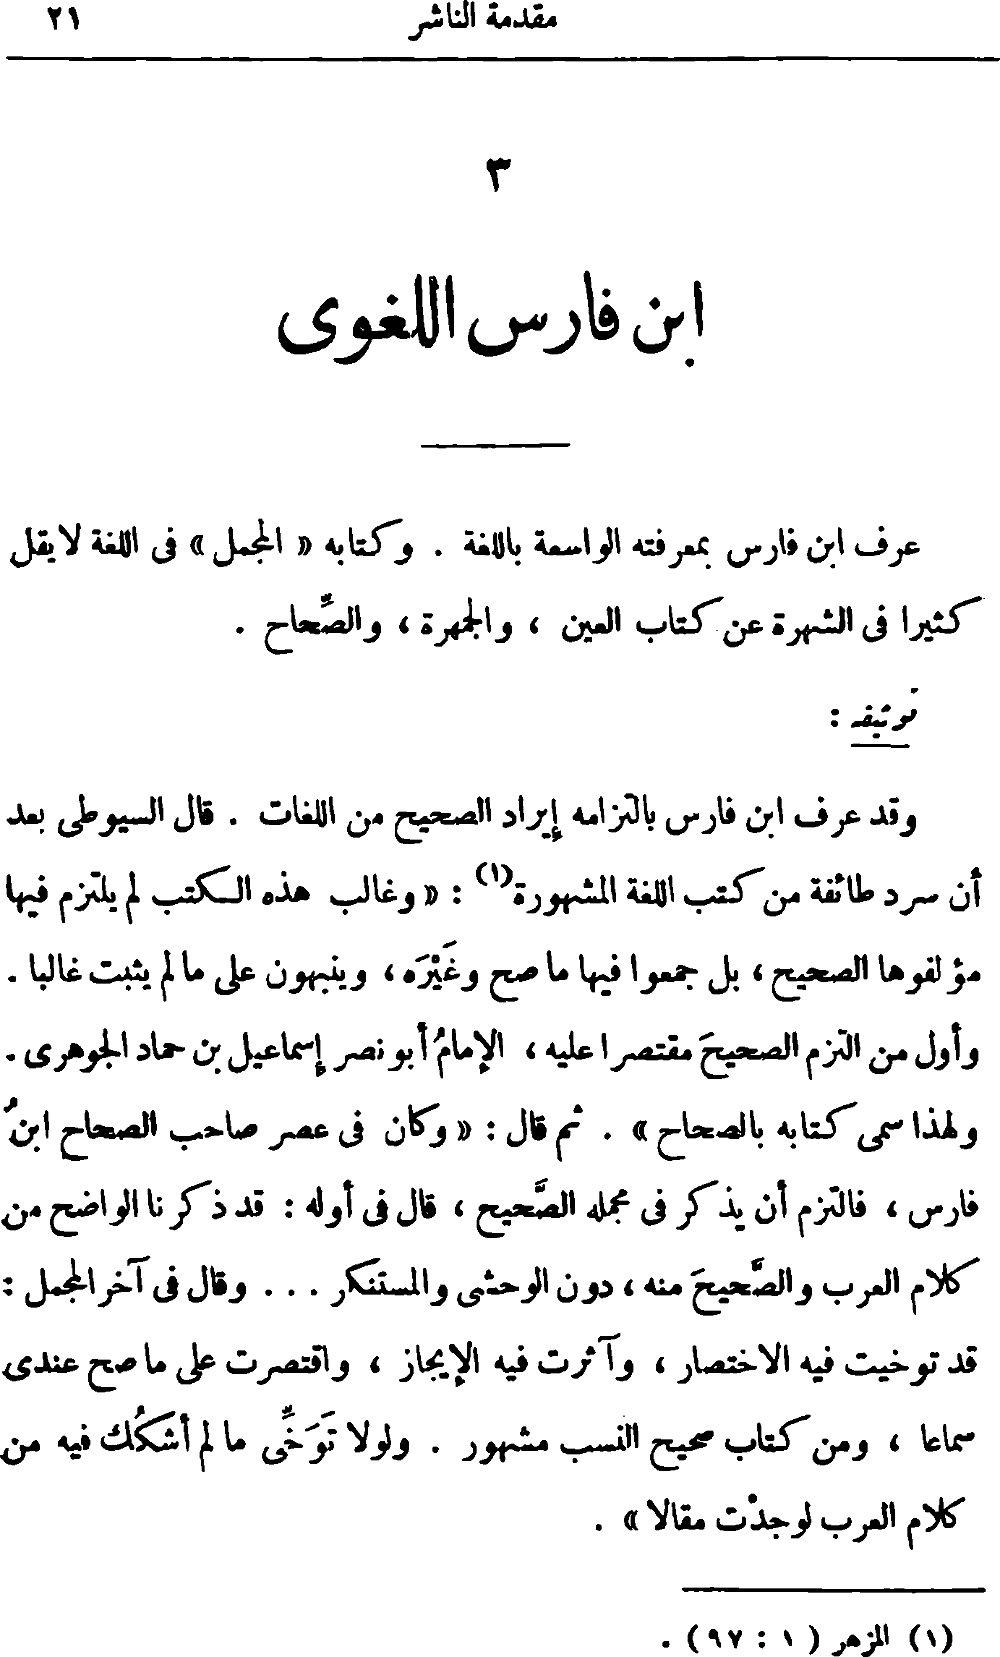 مقدمة الناشر ٢١
٣
ابن فارس اللغوى
عرف ابن فارس بمعرفته الواسعة باللغة . وكتابه « المجمل » فى اللغة لا يقل
كثيرا فى الشهرة عن كتاب العين ، والجمهرة ، والصِّحاح .
توثيقه :
وقد عرف ابن فارس بالتزامه إيراد الصحيح من اللغات . قال السيوطى بعد
أن سرد طائفة من كتب اللغة المشهورة(١) : « وغالب هذه الكتب لم يلتزم فيها
مؤلفوها الصحيح ، بل جمعوا فيها ما صح وغَيْرَه ، وينبهون على ما لم يثبت غالبا .
وأول من التزم الصحيحَ مقتصرا عليه ، الإمامُ أبو نصر إسماعيل بن حماد الجوهرى .
ولهذا سمى كتابه بالصحاح » . ثم قال : « وكان فى عصر صاحب الصحاح ابنُ
فارس ، فالتزم أن يذكر فى مجمله الصَّحيح ، قال فى أوله : قد ذكرنا الواضح من
كلام العرب والصَّحيحَ منه ، دون الوحشى والمستنكر ... وقال فى آخر المجمل :
قد توخيت فيه الاختصار ، وآثرت فيه الإيجاز ، واقتصرت على ما صح عندى
سماعا ، ومن كتاب صحيح النسب مشهور . ولولا تَوَخِّى ما لم أشكُك فيه من
كلام العرب لوجدْت مقالا » .
(١) المزهر ( ١ : ٩٧ ) .